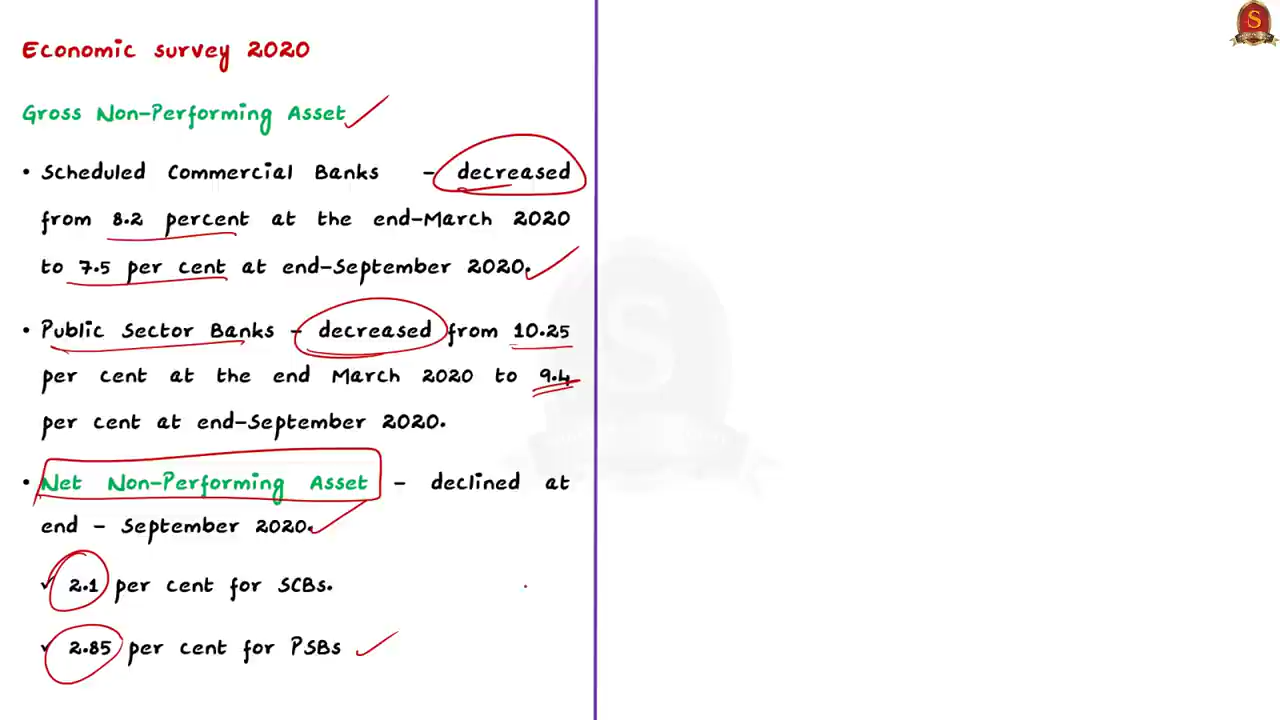 Economic survey 2020
Gross Non-Performing Asset
• Scheduled Commercial Banks - decreased
from 8.2 percent at the end-March 2020
to 7.5 per cent at end-September 2020.
• Public Sector Banks - decreased from 10.25
per cent at the end March 2020 to 9.4
per cent at end-September 2020.
• Net Non-Performing Asset - declined at
end - September 2020.
✓ 2.1 per cent for SCBs.
✓ 2.85 per cent for PSBs
S